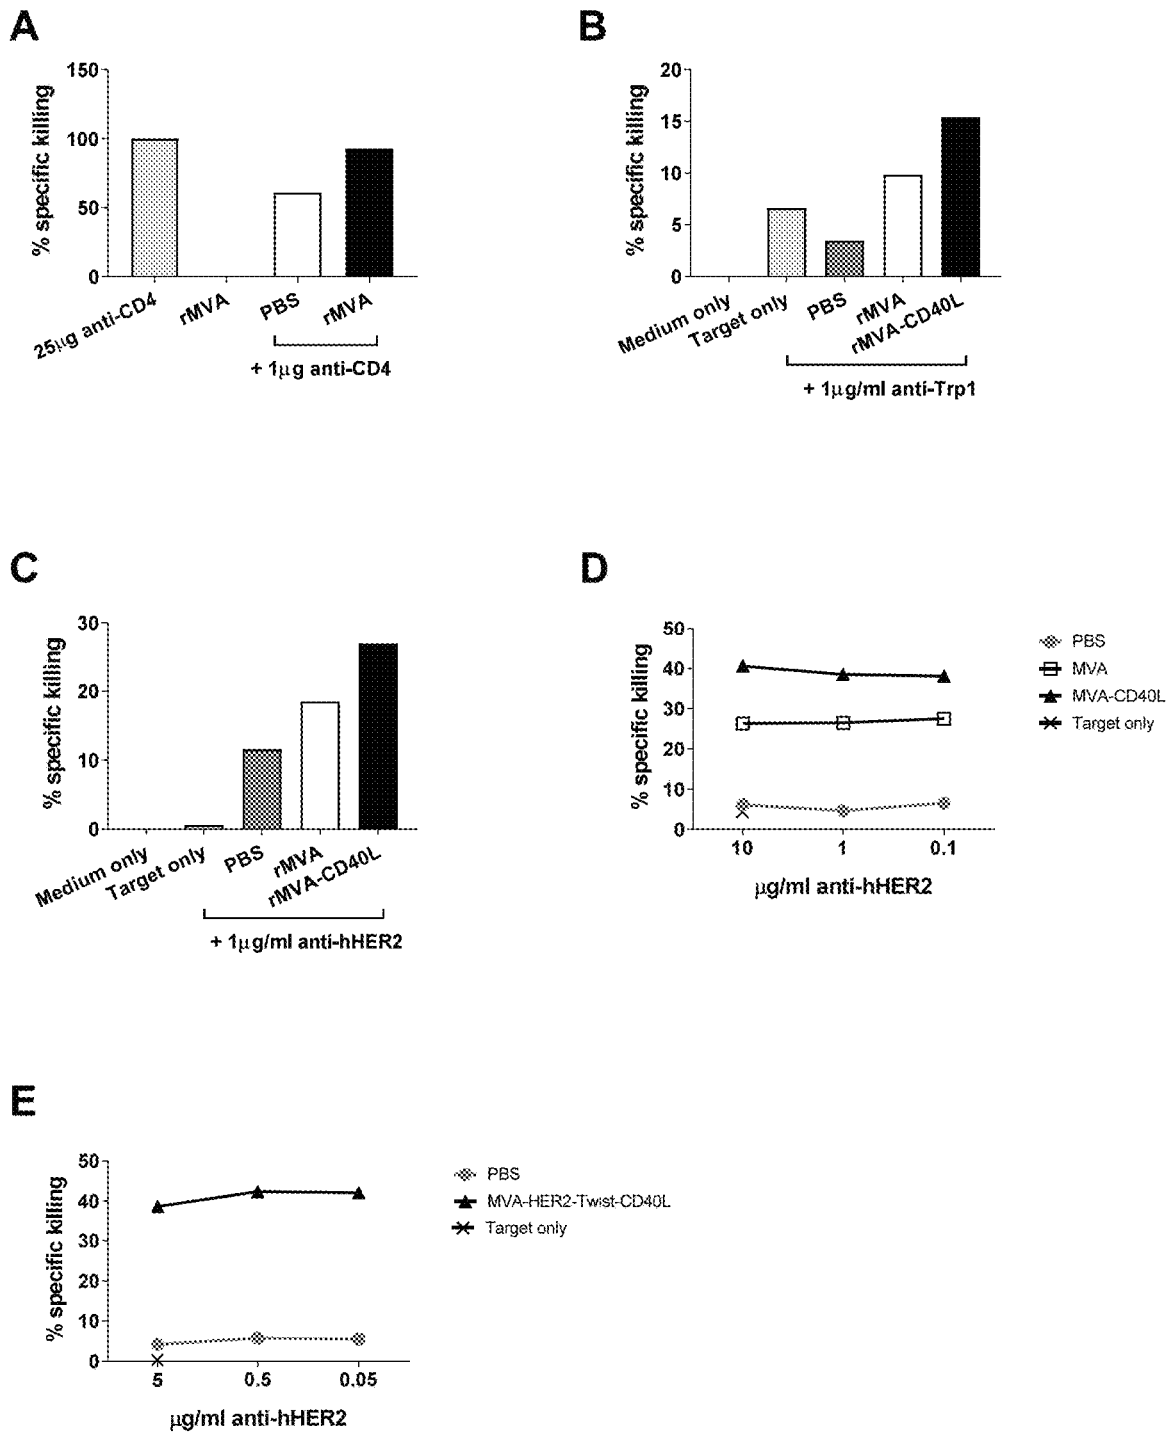 A
% specific killing
150
100
50
0
25μg anti-CD4
rMVA
PBS
rMVA
+ 1μg anti-CD4
B
% specific killing
20
15
10
5
0
Medium only
Target only
PBS
rMVA
rMVA-CD40L
+ 1μg/ml anti-Trp1
C
% specific killing
30
20
10
0
Medium only
Target only
PBS
rMVA
rMVA-CD40L
+ 1μg/ml anti-hHER2
D
% specific killing
50
40
30
20
10
0
10 1 0.1
μg/ml anti-hHER2
PBS
MVA
MVA-CD40L
Target only
E
% specific killing
50
40
30
20
10
0
5 0.5 0.05
μg/ml anti-hHER2
PBS
MVA-HER2-Twist-CD40L
Target only